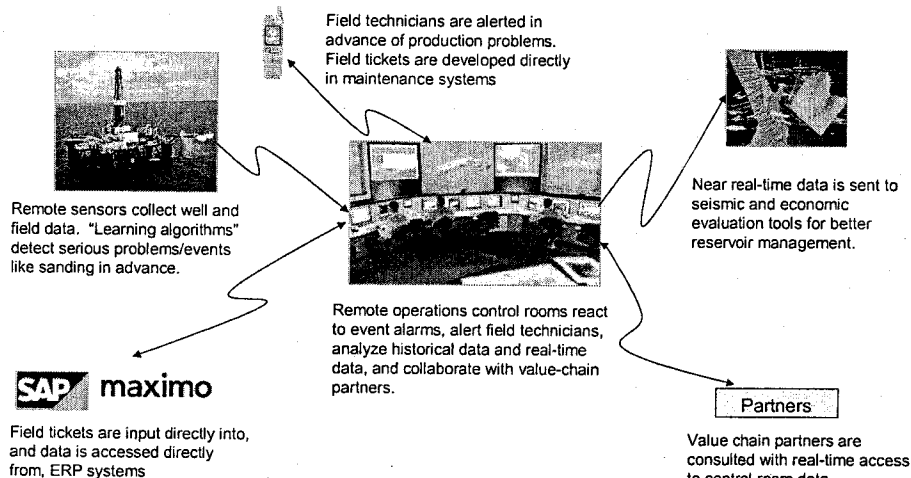 Field technicians are alerted in
advance of production problems.
Field tickets are developed directly
in maintenance systems
Remote sensors collect well and
field data. "Learning algorithms"
detect serious problems/events
like sanding in advance.
Near real-time data is sent to
seismic and economic
evaluation tools for better
reservoir management.
Remote operations control rooms react
to event alarms, alert field technicians,
analyze historical data and real-time
data, and collaborate with value-chain
partners.
SAP maximo
Field tickets are input directly into,
and data is accessed directly
from, ERP systems
Partners
Value chain partners are
consulted with real-time access
to control room data